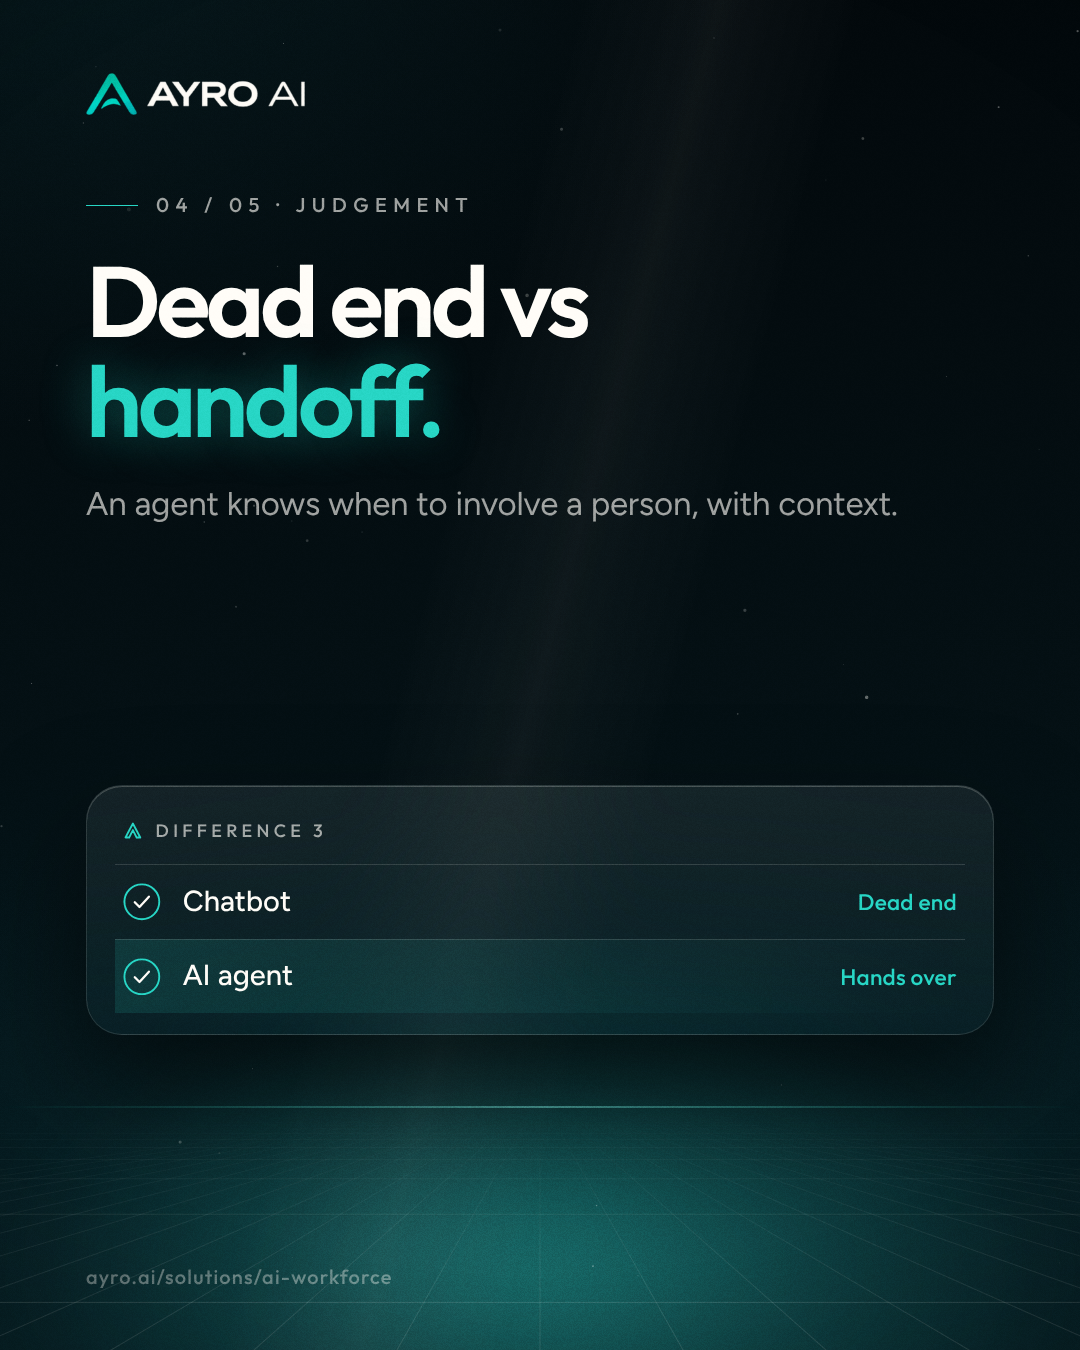 AYRO AI
04 / 05 · JUDGEMENT
Dead end vs
handoff.
An agent knows when to involve a person, with context.
DIFFERENCE 3
Chatbot Dead end
AI agent Hands over
ayro.ai/solutions/ai-workforce